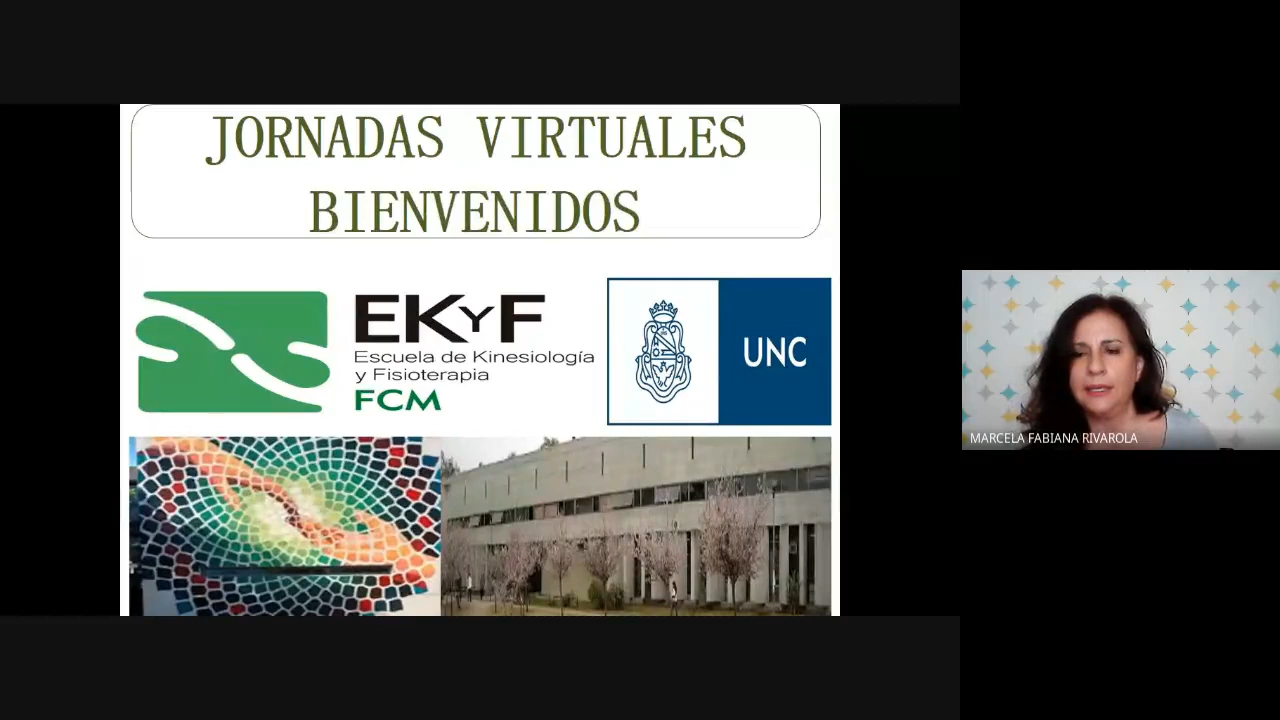 JORNADAS VIRTUALES
BIENVENIDOS
EKYF
Escuela de Kinesiología
y Fisioterapia
FCM
UNC
MARCELA FABIANA RIVAROLA